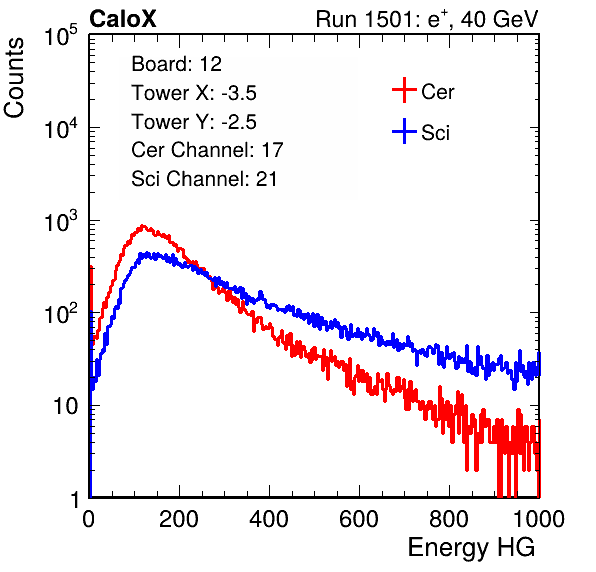 CaloX Run 1501: e⁺, 40 GeV
Counts
10⁵
10⁴
10³
10²
10
1
Board: 12
Tower X: -3.5
Tower Y: -2.5
Cer Channel: 17
Sci Channel: 21
Cer
Sci
0 200 400 600 800 1000
Energy HG